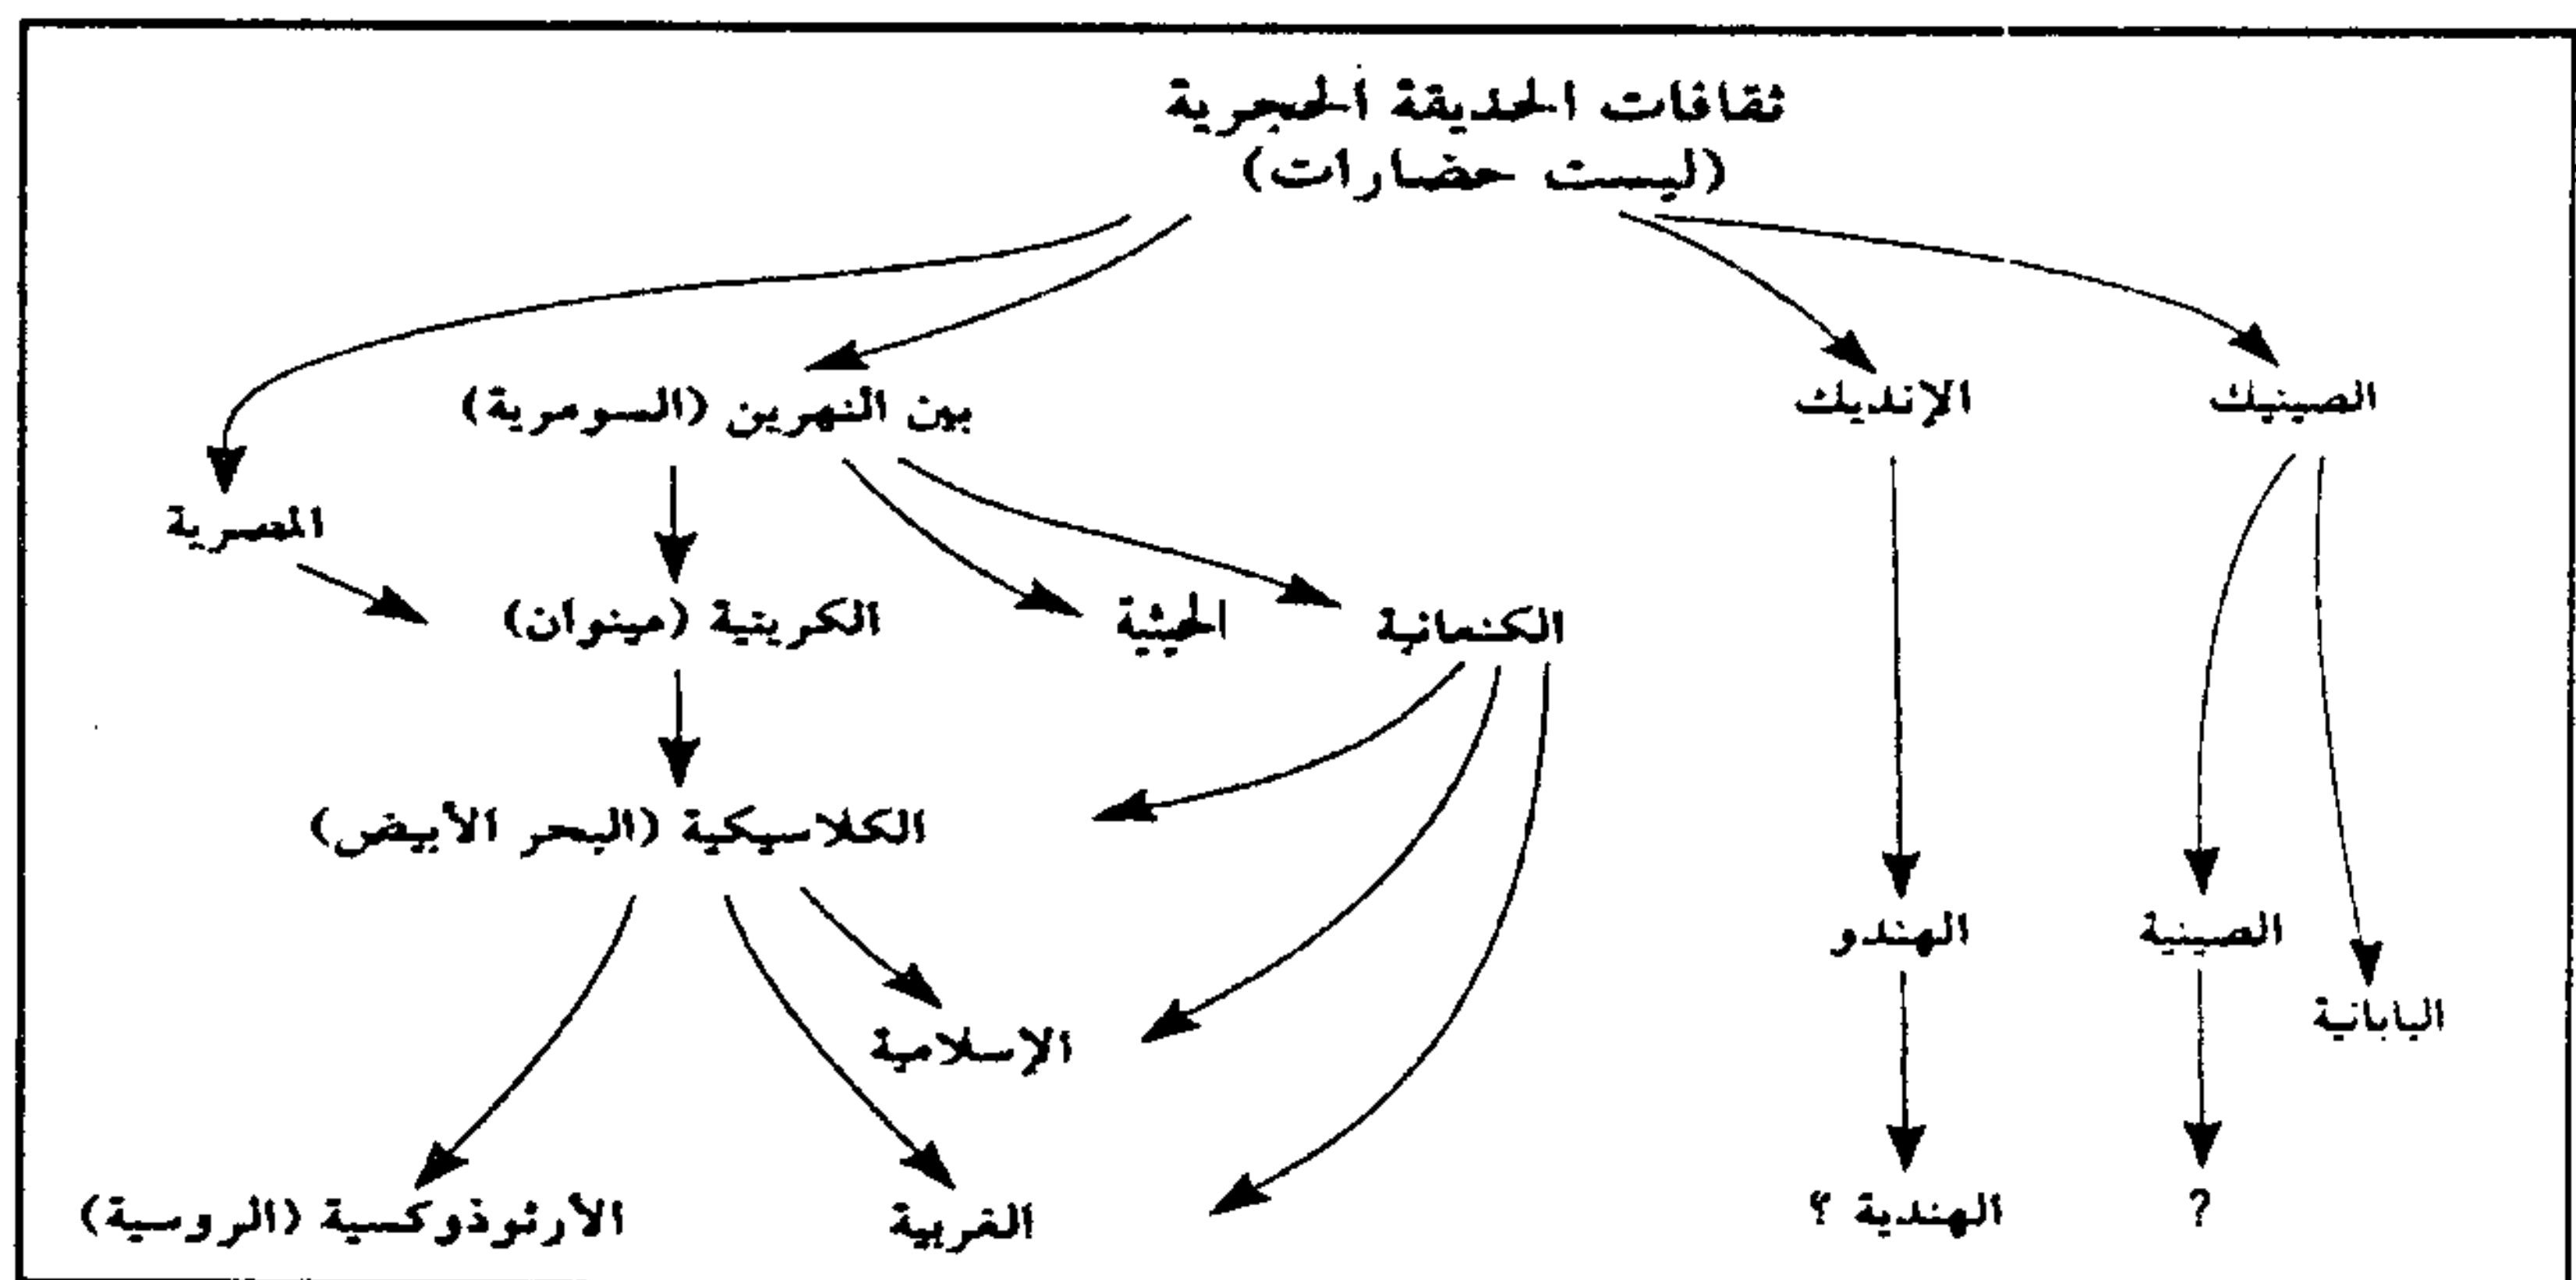 ثقافات الحديقة الحجرية
(ليست حضارات)
الصينيك
الإنديك
بين النهرين (السومرية)
المصرية
الكنعانية
الحيثية
الكريتية (مينوان)
الكلاسيكية (البحر الأبيض)
اليابانية
الصينية
الهندو
الإسلامية
?
الهندية ؟
الغربية
الأرثوذوكسية (الروسية)